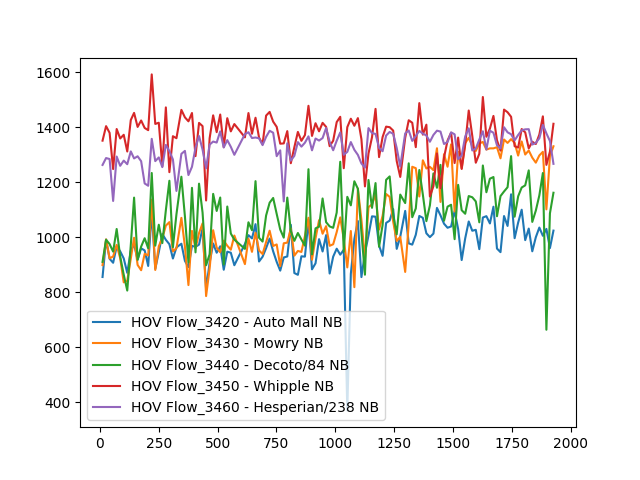 1600
1400
1200
1000
800
600
400
HOV Flow_3420 - Auto Mall NB
HOV Flow_3430 - Mowry NB
HOV Flow_3440 - Decoto/84 NB
HOV Flow_3450 - Whipple NB
HOV Flow_3460 - Hesperian/238 NB
0 250 500 750 1000 1250 1500 1750 2000